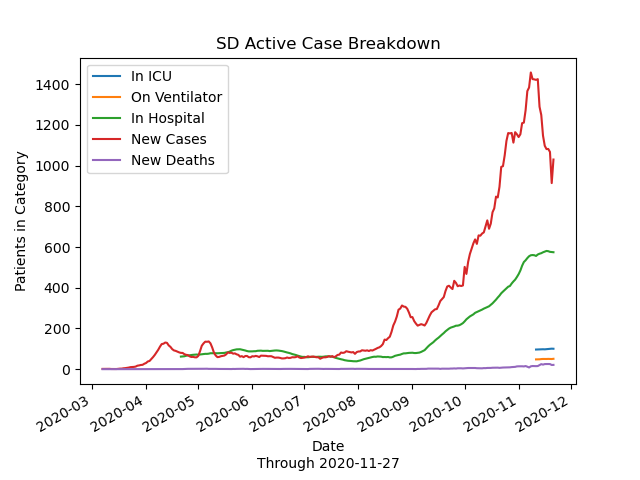 SD Active Case Breakdown
In ICU
On Ventilator
In Hospital
New Cases
New Deaths
Patients in Category
1400
1200
1000
800
600
400
200
0
2020-03
2020-04
2020-05
2020-06
2020-07
2020-08
2020-09
2020-10
2020-11
2020-12
Date
Through 2020-11-27